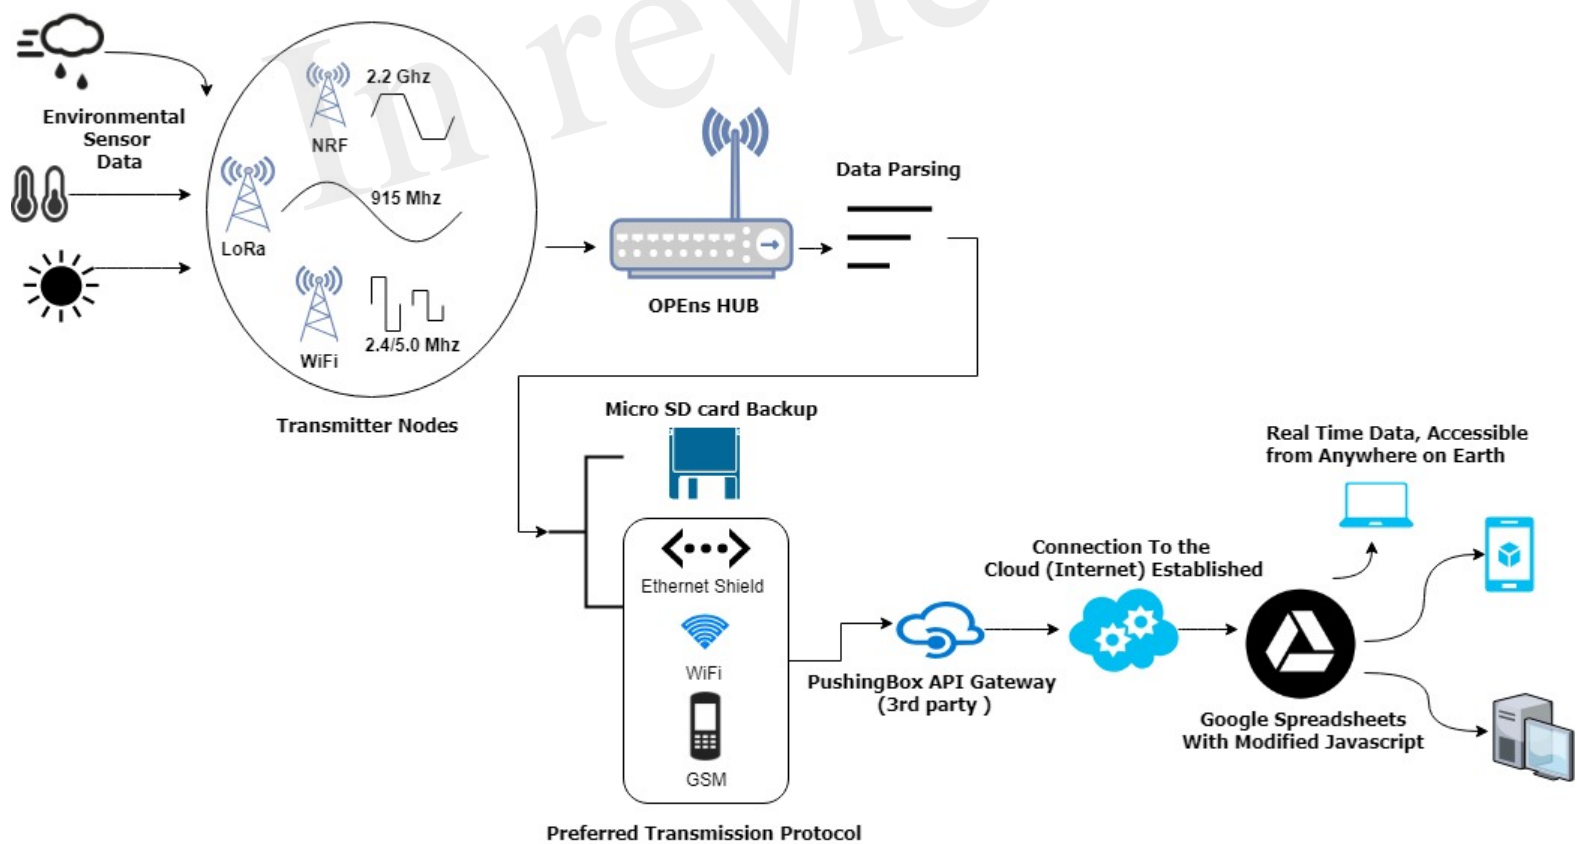 In revie
Environmental
Sensor
Data
2.2 Ghz
NRF
915 Mhz
LoRa
2.4/5.0 Mhz
WiFi
Transmitter Nodes
OPEns HUB
Data Parsing
Micro SD card Backup
Ethernet Shield
WiFi
GSM
Preferred Transmission Protocol
PushingBox API Gateway
(3rd party )
Connection To the
Cloud (Internet) Established
Google Spreadsheets
With Modified Javascript
Real Time Data, Accessible
from Anywhere on Earth